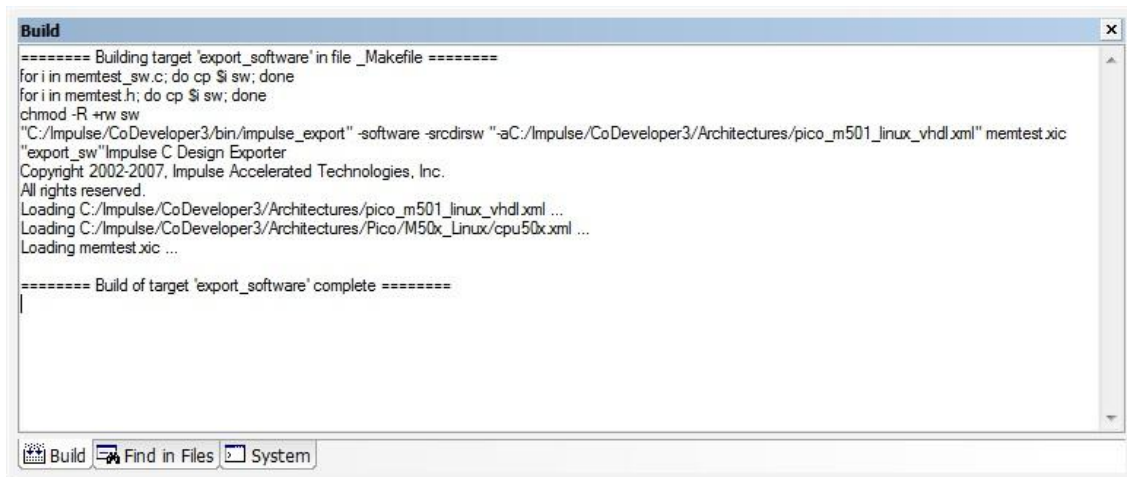 Build
======== Building target 'export_software' in file _Makefile ========
for i in memtest_sw.c; do cp $i sw; done
for i in memtest.h; do cp $i sw; done
chmod -R +rw sw
"C:/Impulse/CoDeveloper3/bin/impulse_export" -software -srcdirsw "-aC:/Impulse/CoDeveloper3/Architectures/pico_m501_linux_vhdl.xml" memtest.xic
"export_sw"Impulse C Design Exporter
Copyright 2002-2007, Impulse Accelerated Technologies, Inc.
All rights reserved.
Loading C:/Impulse/CoDeveloper3/Architectures/pico_m501_linux_vhdl.xml ...
Loading C:/Impulse/CoDeveloper3/Architectures/Pico/M50x_Linux/cpu50x.xml ...
Loading memtest.xic ...
======== Build of target 'export_software' complete ========
Build Find in Files System